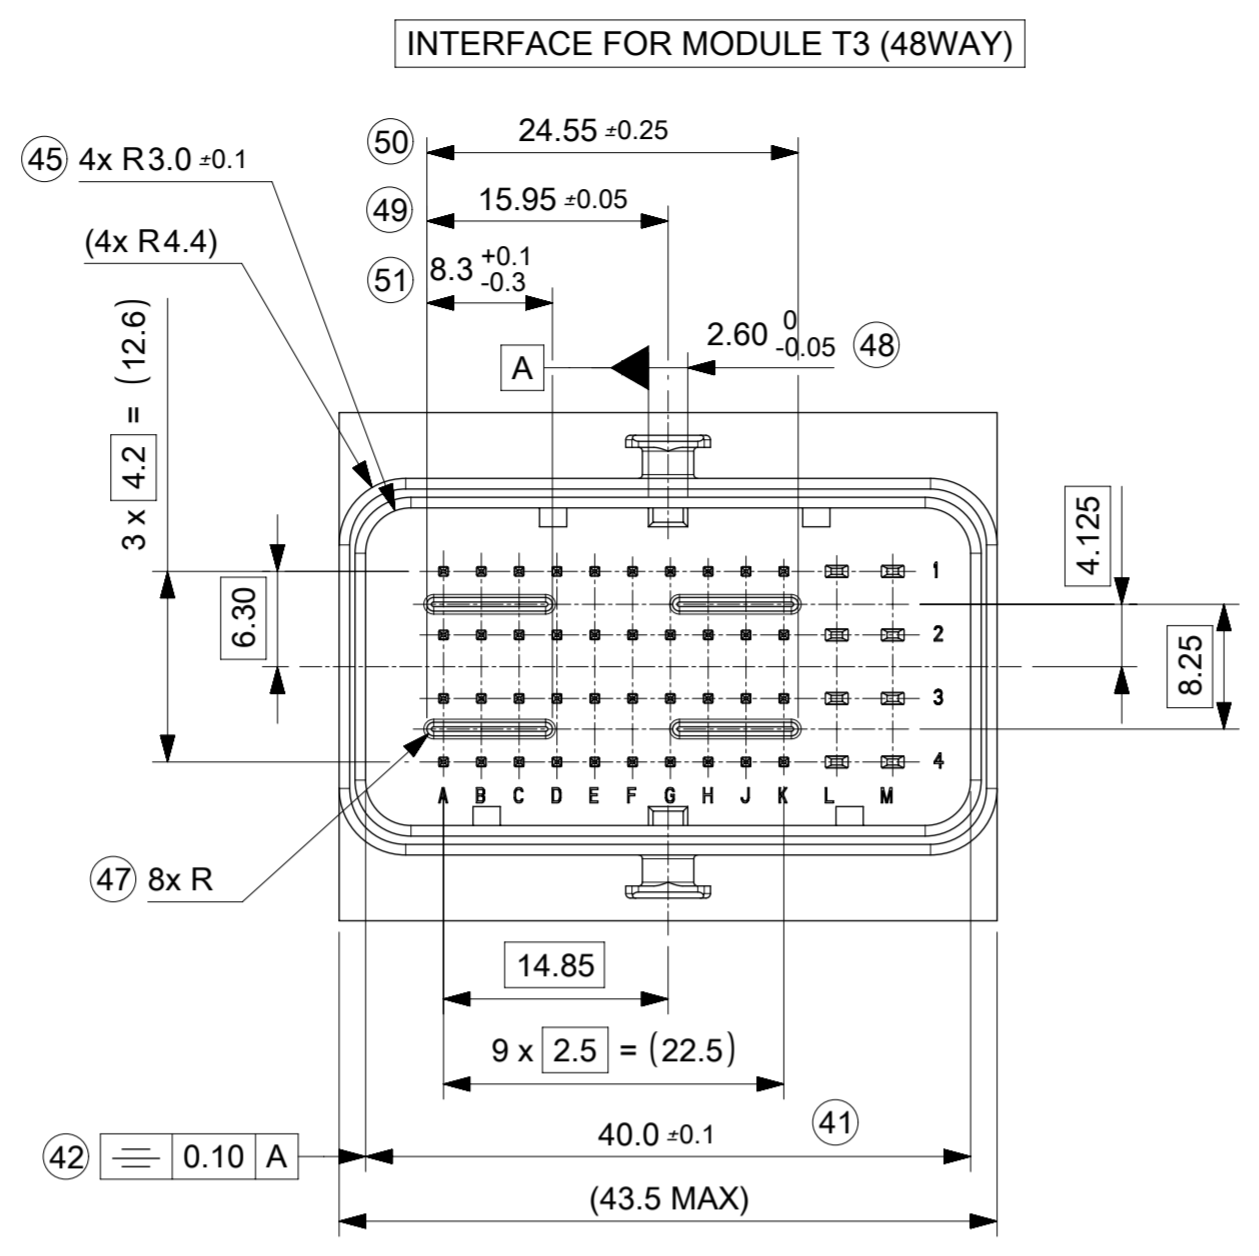 INTERFACE FOR MODULE T3 (48WAY)
50 24.55 ±0.25
45 4x R3.0 ±0.1
49 15.95 ±0.05
(4x R4.4)
51 8.3 +0.1 -0.3
2.60 0 -0.05 48
A
3 x 4.2 = (12.6)
6.30
4.125
8.25
1
2
3
4
A B C D E F G H J K L M
47 8x R
14.85
9 x 2.5 = (22.5)
41
40.0 ±0.1
42 ⌯ 0.10 A
(43.5 MAX)